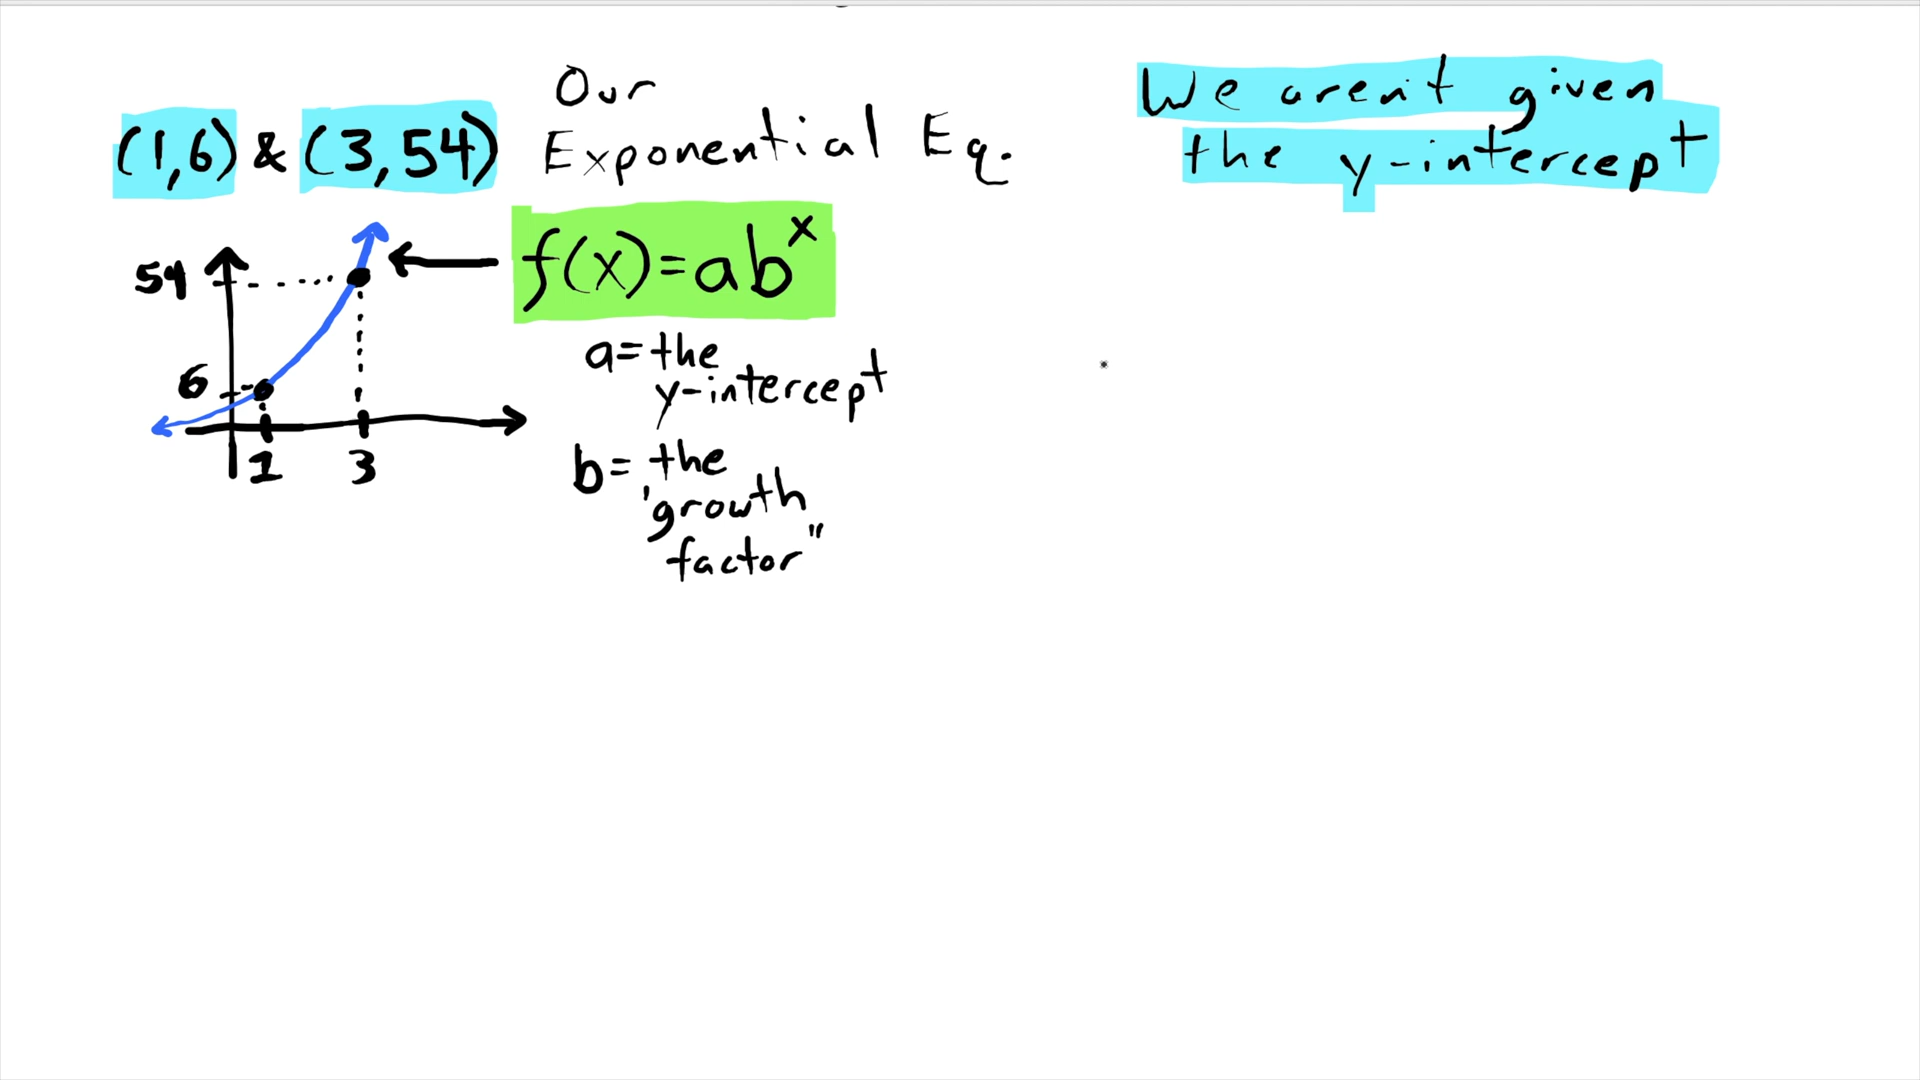 (1,6) & (3,54)
Our
Exponential Eq.
We aren't given
the y-intercept
f(x)=abˣ
54
6
1 3
a= the
y-intercept
b= the
'growth
factor"